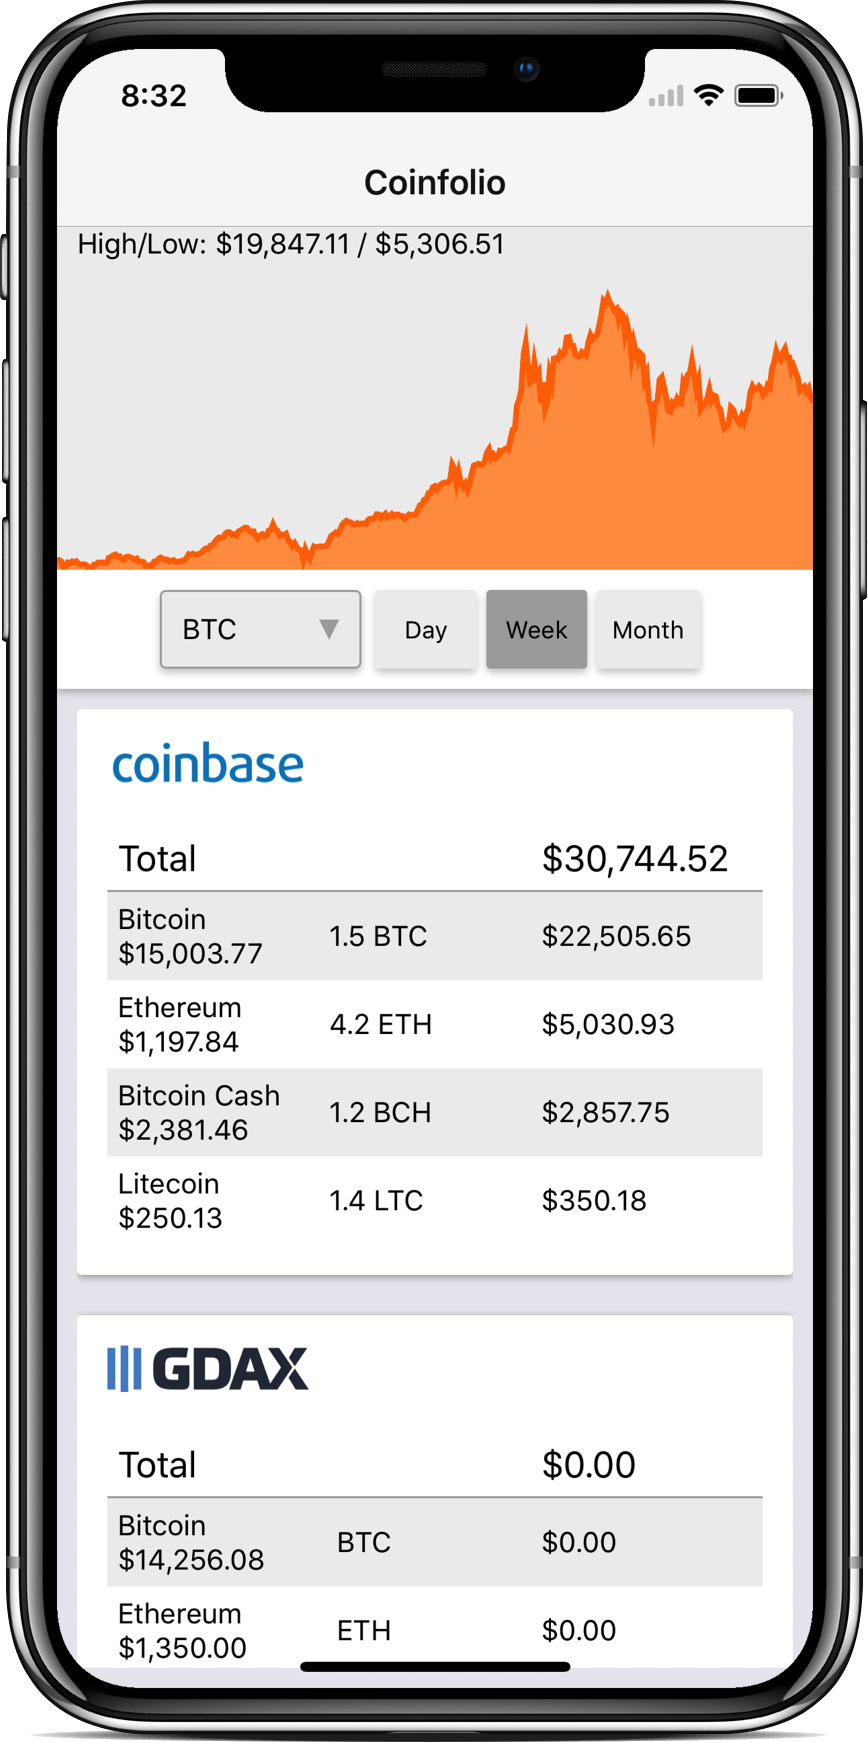 8:32
Coinfolio
High/Low: $19,847.11 / $5,306.51
BTC
Day
Week
Month
coinbase
Total $30,744.52
Bitcoin
$15,003.77
1.5 BTC
$22,505.65
Ethereum
$1,197.84
4.2 ETH
$5,030.93
Bitcoin Cash
$2,381.46
1.2 BCH
$2,857.75
Litecoin
$250.13
1.4 LTC
$350.18
GDAX
Total $0.00
Bitcoin
$14,256.08
BTC
$0.00
Ethereum
$1,350.00
ETH
$0.00